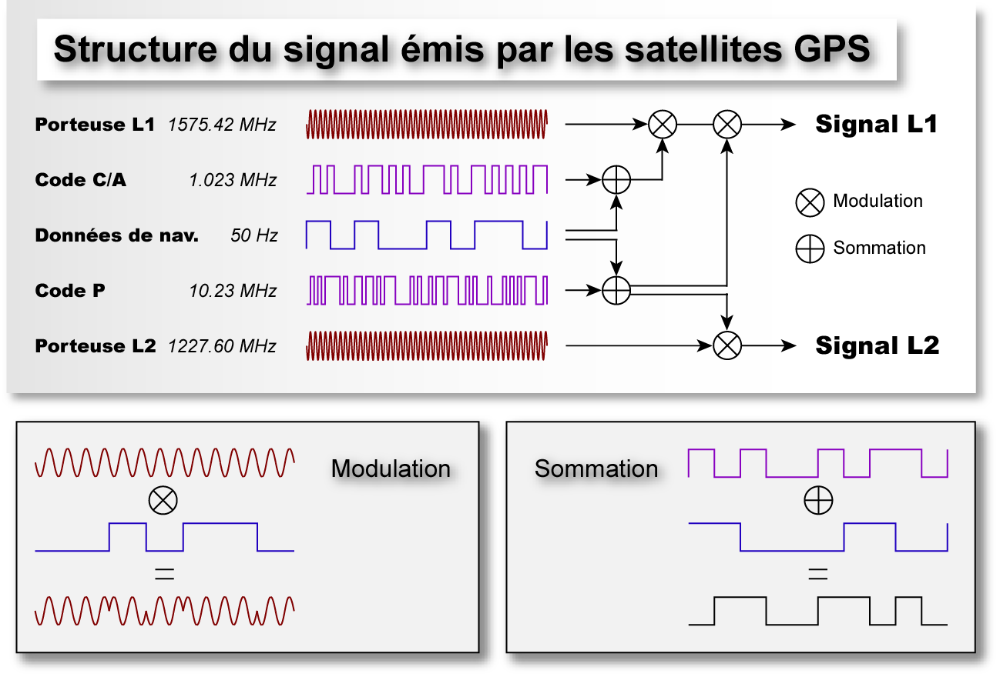 Structure du signal émis par les satellites GPS
Porteuse L1 1575.42 MHz Signal L1
Code C/A 1.023 MHz
Modulation
Données de nav. 50 Hz
Sommation
Code P 10.23 MHz
Porteuse L2 1227.60 MHz Signal L2
Modulation
Sommation